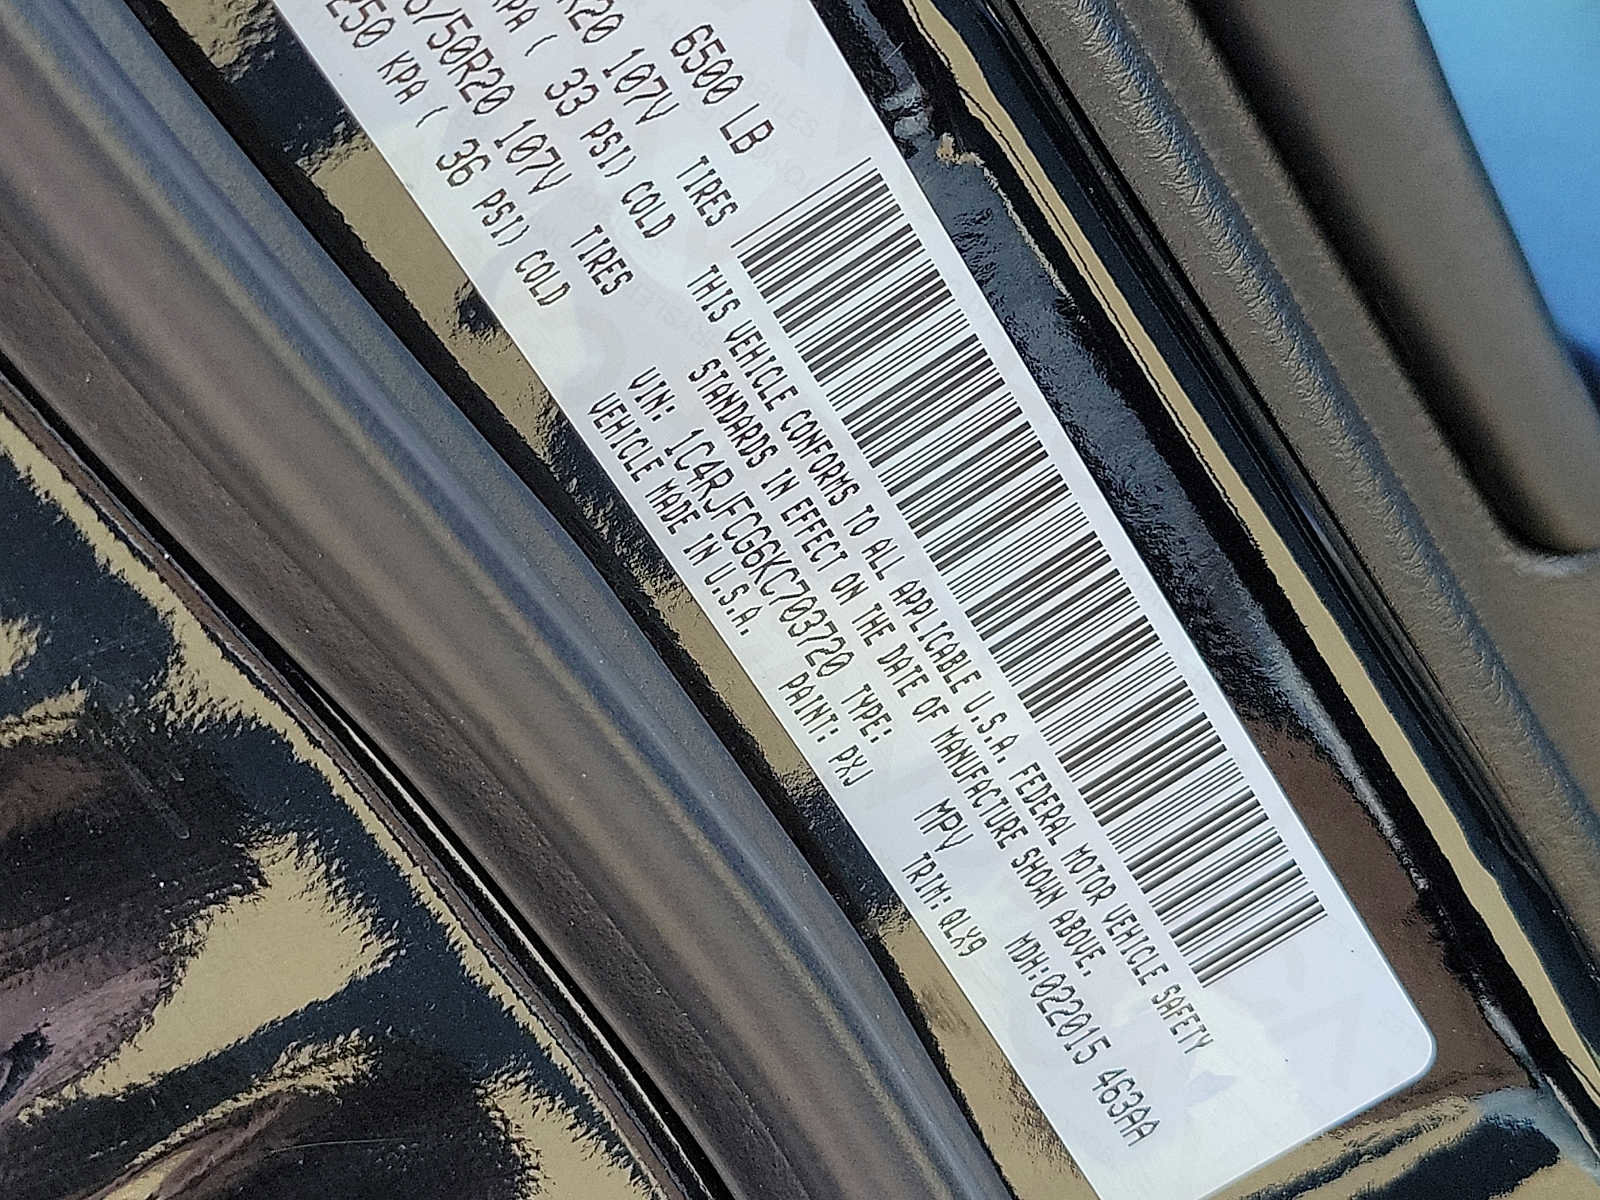 6500 LB
R20 107V TIRES
KPA ( 33 PSI) COLD
/50R20 107V TIRES
250 KPA ( 36 PSI) COLD
THIS VEHICLE CONFORMS TO ALL APPLICABLE U.S.A. FEDERAL MOTOR VEHICLE SAFETY
STANDARDS IN EFFECT ON THE DATE OF MANUFACTURE SHOWN ABOVE.
VIN: 1C4RJFCG6KC703720 TYPE: MPV MDH:022015 463AA
VEHICLE MADE IN U.S.A. PAINT: PXJ TRIM: QLX9